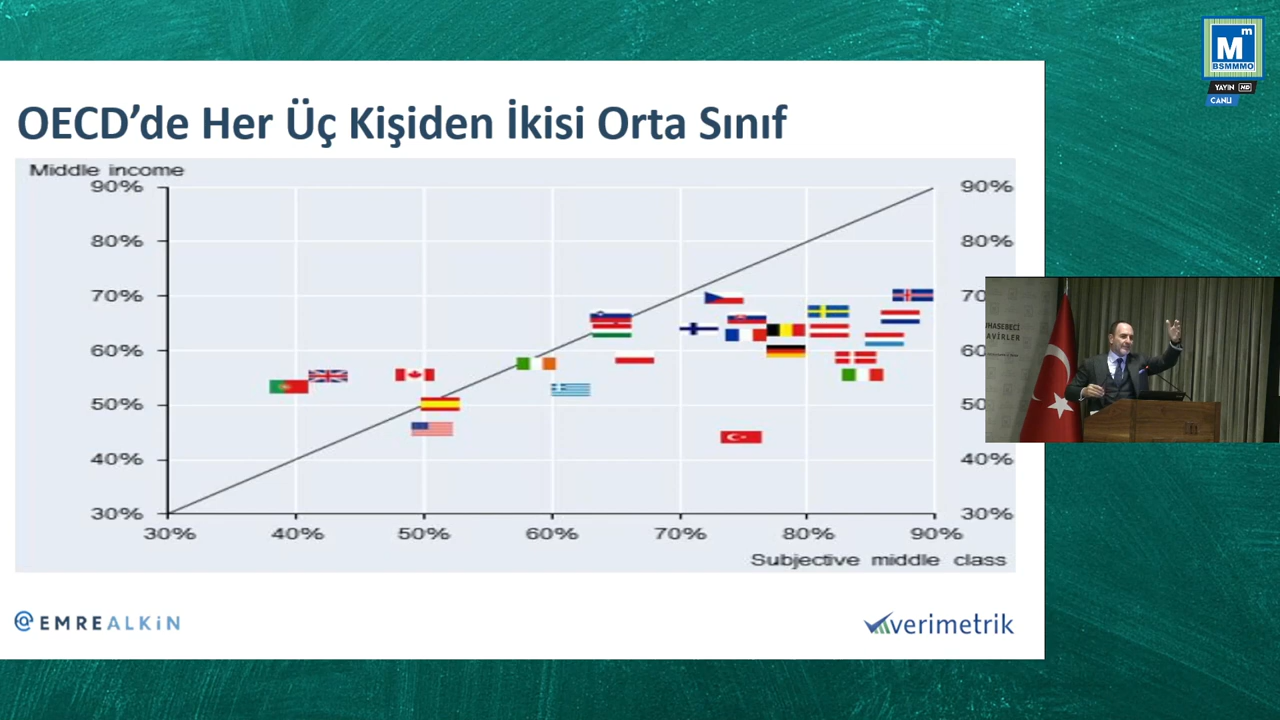 OECD’de Her Üç Kişiden İkisi Orta Sınıf
Middle income
90% 90%
80% 80%
70% 70
60% 60
50% 50
40% 40%
30% 30%
30% 40% 50% 60% 70% 80% 90%
Subjective middle class
@EMREALKiN
verimetrik
Mm
BSMMMO
YAYIN HD
CANLI